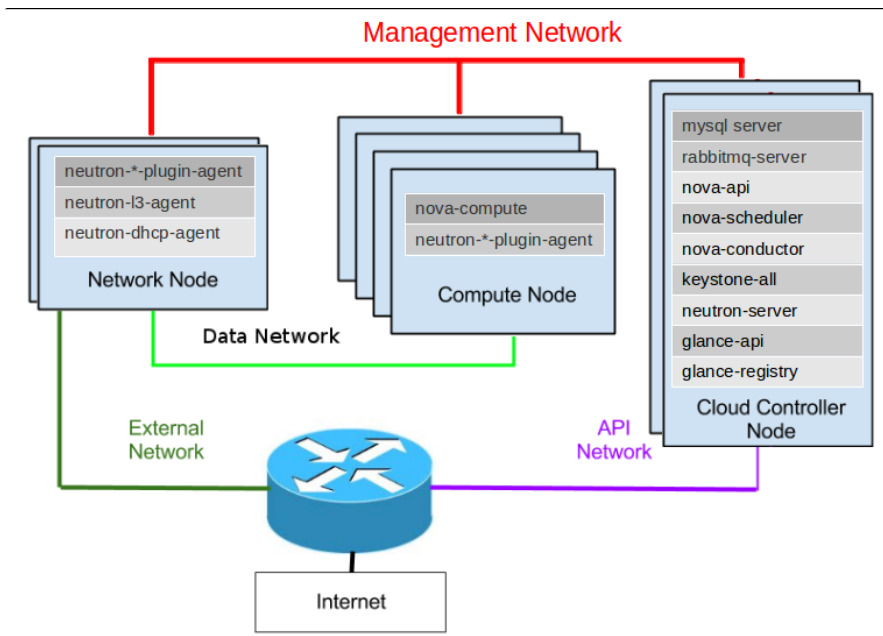 Management Network
neutron-*-plugin-agent
neutron-l3-agent
neutron-dhcp-agent
Network Node
nova-compute
neutron-*-plugin-agent
Compute Node
mysql server
rabbitmq-server
nova-api
nova-scheduler
nova-conductor
keystone-all
neutron-server
glance-api
glance-registry
Cloud Controller
Node
Data Network
External
Network
API
Network
Internet